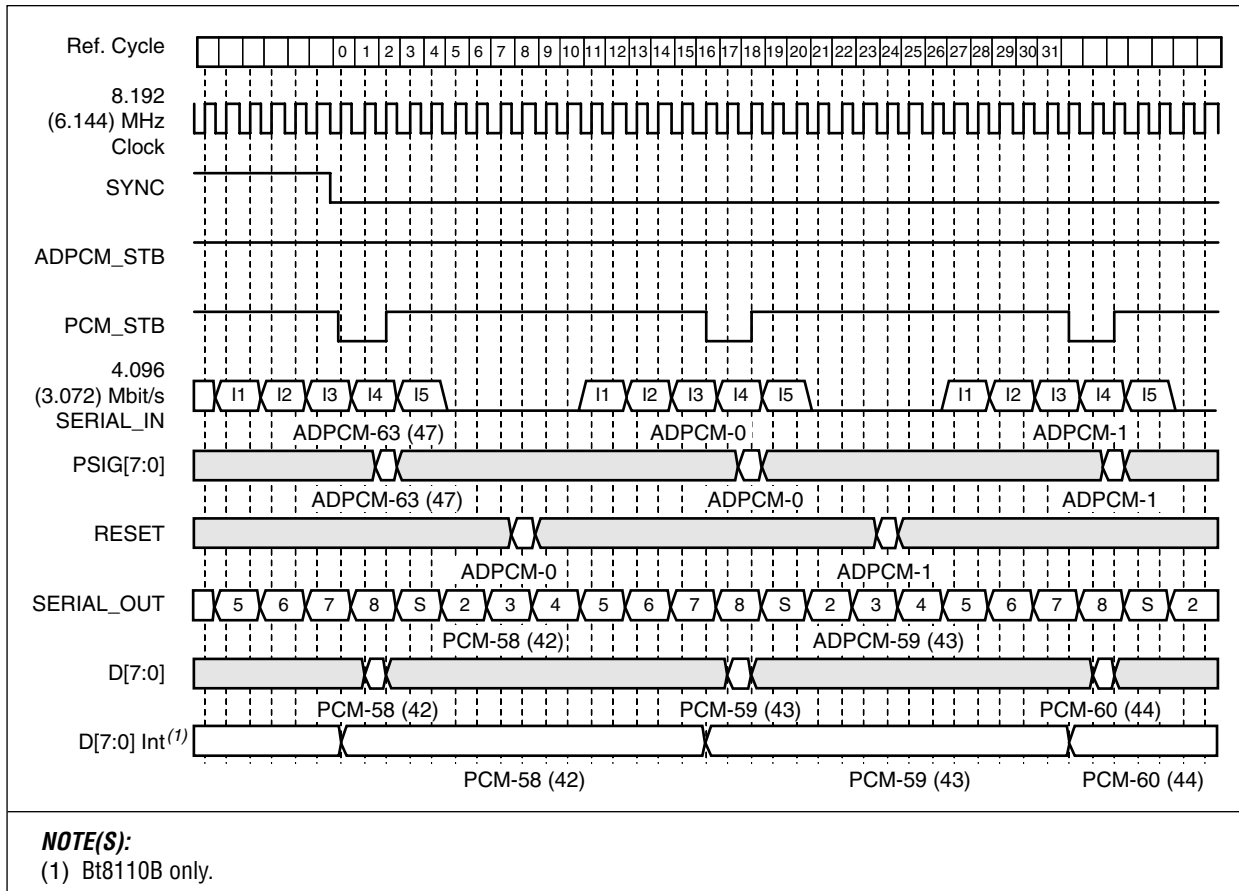 Ref. Cycle 0 1 2 3 4 5 6 7 8 9 10 11 12 13 14 15 16 17 18 19 20 21 22 23 24 25 26 27 28 29 30 31
8.192
(6.144) MHz
Clock
SYNC
ADPCM_STB
PCM_STB
4.096
(3.072) Mbit/s
SERIAL_IN
I1 I2 I3 I4 I5 I1 I2 I3 I4 I5 I1 I2 I3 I4 I5
ADPCM-63 (47) ADPCM-0 ADPCM-1
PSIG[7:0]
ADPCM-63 (47) ADPCM-0 ADPCM-1
RESET
ADPCM-0 ADPCM-1
SERIAL_OUT 5 6 7 8 S 2 3 4 5 6 7 8 S 2 3 4 5 6 7 8 S 2
PCM-58 (42) ADPCM-59 (43)
D[7:0]
PCM-58 (42) PCM-59 (43) PCM-60 (44)
D[7:0] Int(1)
PCM-58 (42) PCM-59 (43) PCM-60 (44)
NOTE(S):
(1) Bt8110B only.